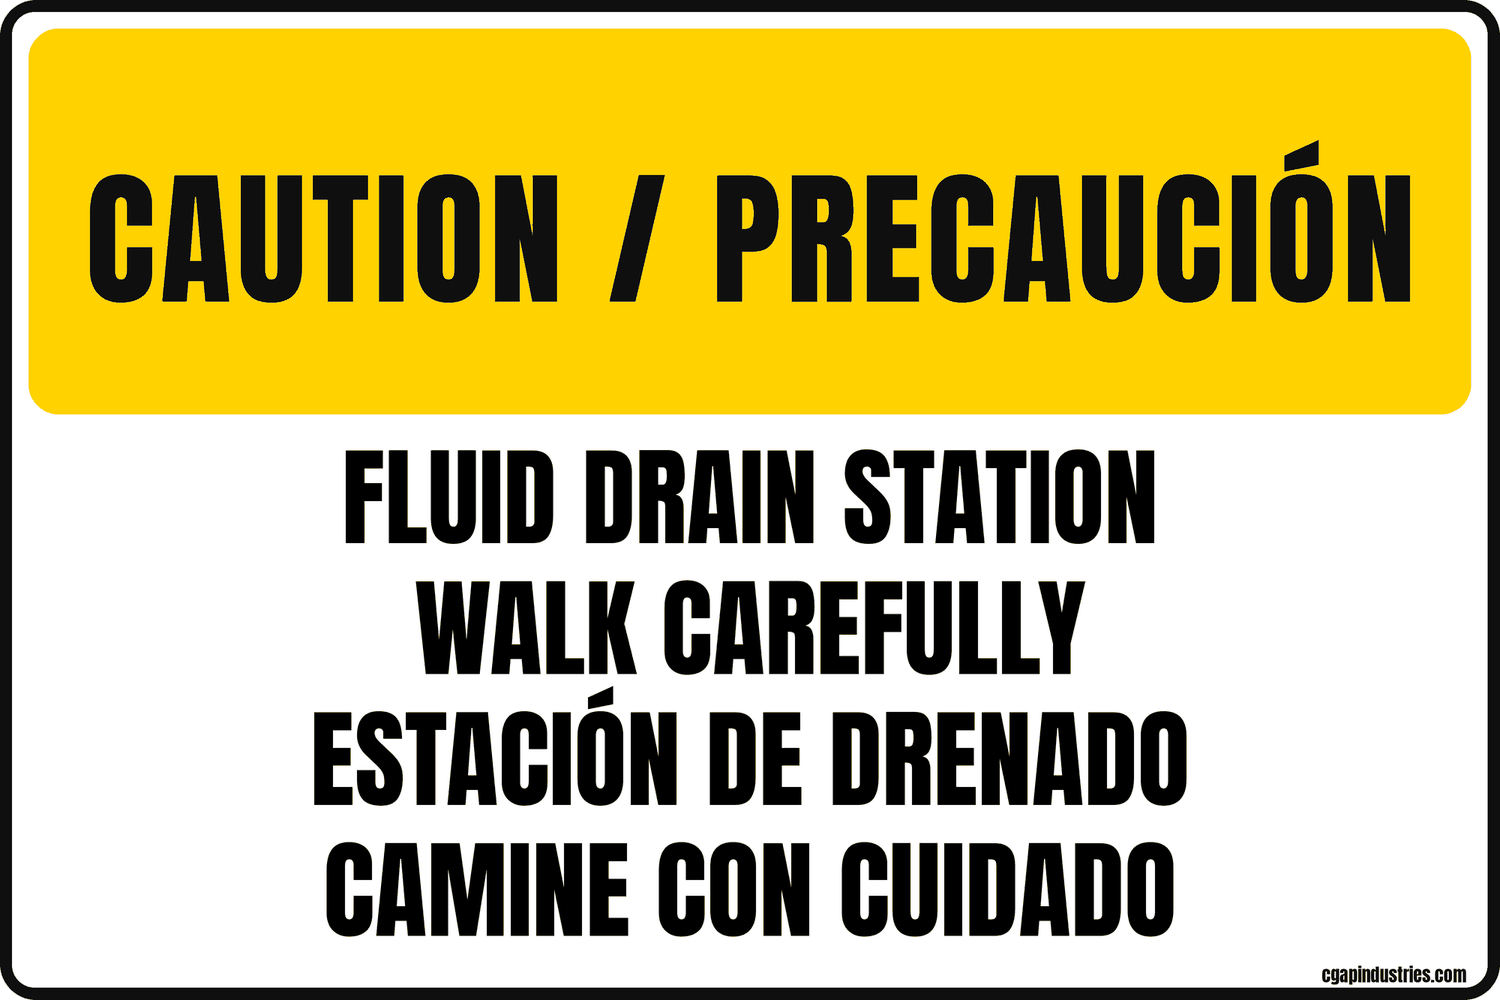 CAUTION / PRECAUCIÓN
FLUID DRAIN STATION
WALK CAREFULLY
ESTACIÓN DE DRENADO
CAMINE CON CUIDADO
cgapindustries.com